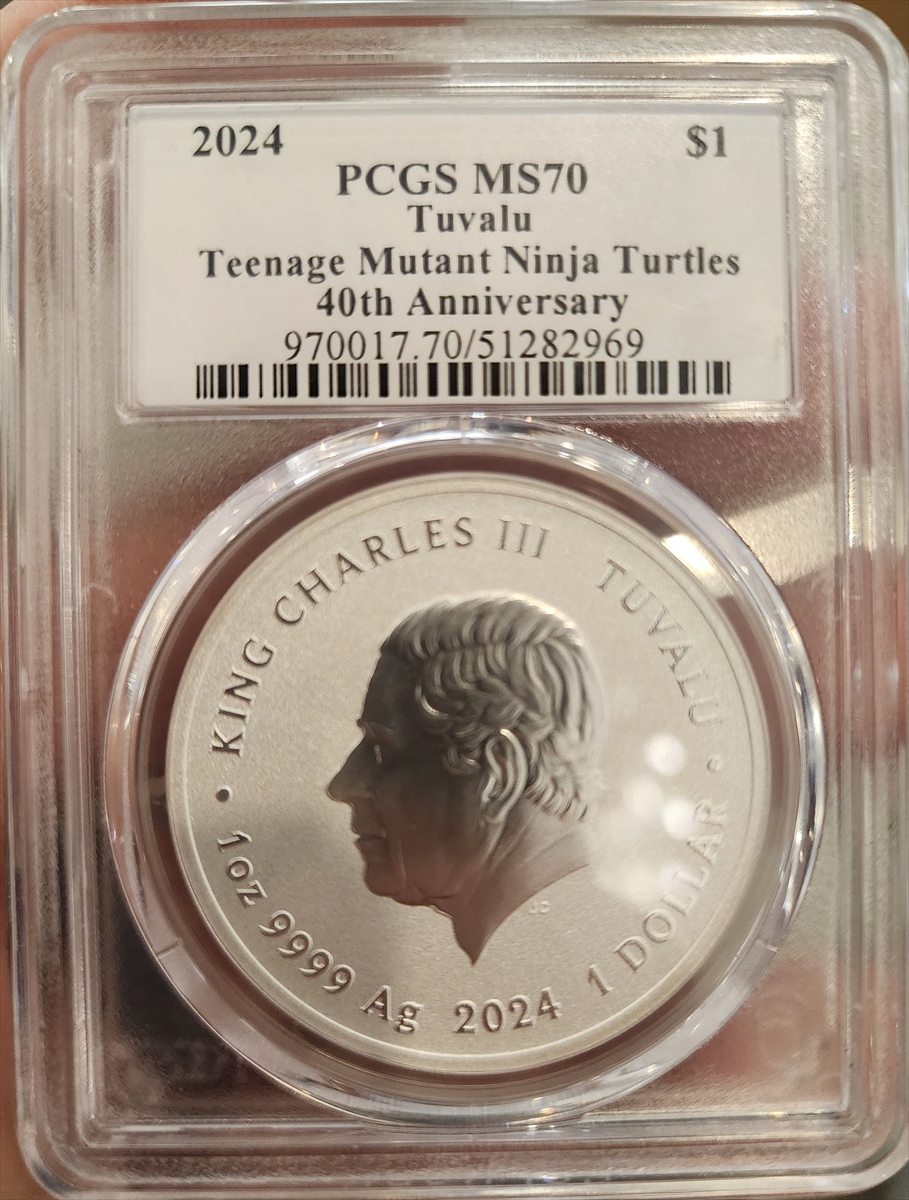 2024 $1
PCGS MS70
Tuvalu
Teenage Mutant Ninja Turtles
40th Anniversary
970017.70/51282969
• KING CHARLES III TUVALU •
1oz 9999 Ag 2024 1 DOLLAR